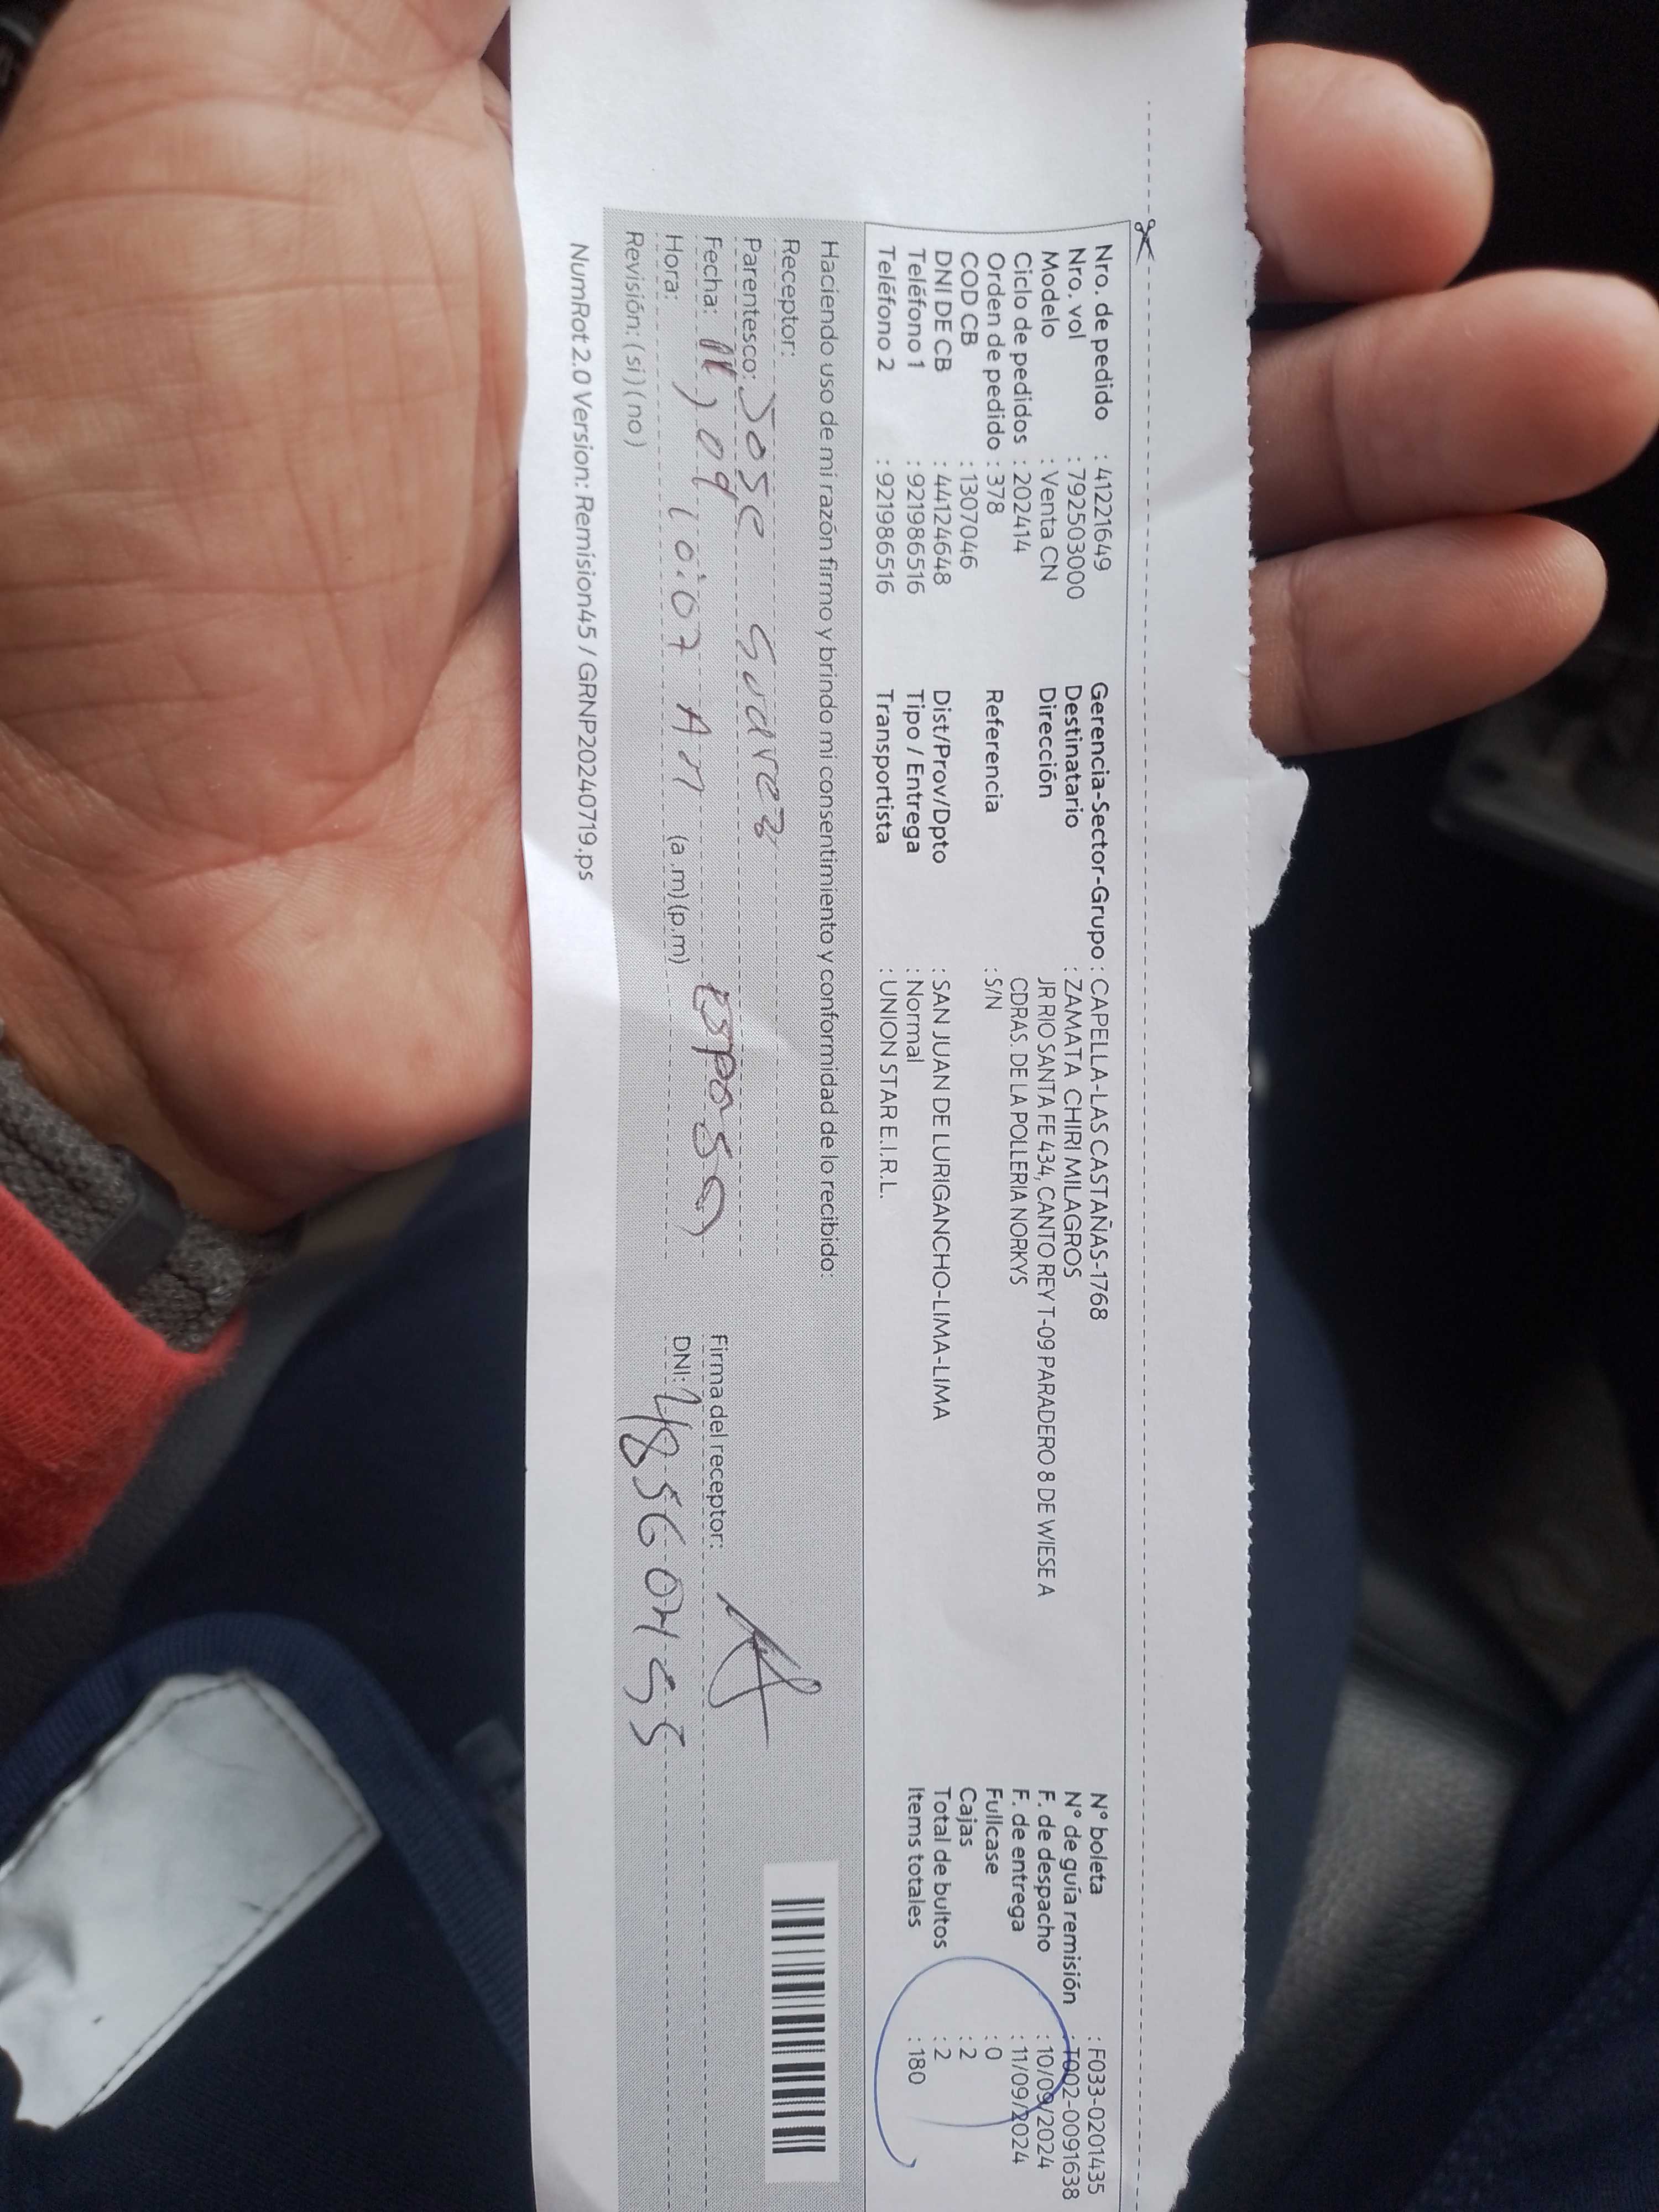 Nro. de pedido : 41221649
Nro. vol : 792503000
Modelo : Venta CN
Ciclo de pedidos : 202414
Orden de pedido : 378
COD CB : 1307046
DNI DE CB : 44124648
Teléfono 1 : 921986516
Teléfono 2 : 921986516
Gerencia-Sector-Grupo : CAPELLA-LAS CASTAÑAS-1768
Destinatario : ZAMATA CHIRI MILAGROS
Dirección JR RIO SANTA FE 434, CANTO REY T-09 PARADERO 8 DE WIESE A
CDRAS. DE LA POLLERIA NORKYS
Referencia : S/N
Dist/Prov/Dpto : SAN JUAN DE LURIGANCHO-LIMA-LIMA
Tipo / Entrega : Normal
Transportista : UNION STAR E.I.R.L.
N° boleta : F033-0201435
N° de guía remisión : T002-0091638
F. de despacho : 10/09/2024
F. de entrega : 11/09/2024
Fullcase : 0
Cajas : 2
Total de bultos : 2
Items totales : 180
Haciendo uso de mi razón firmo y brindo mi consentimiento y conformidad de lo recibido:
Receptor:
Parentesco: Jose Suarez
Fecha: 11, 09 Esposo
Hora: 10:07 AM (a.m)(p.m)
Revisión: (si)(no)
Firma del receptor:
DNI: 48560455
NumRot 2.0 Version: Remision45 / GRNP20240719.ps